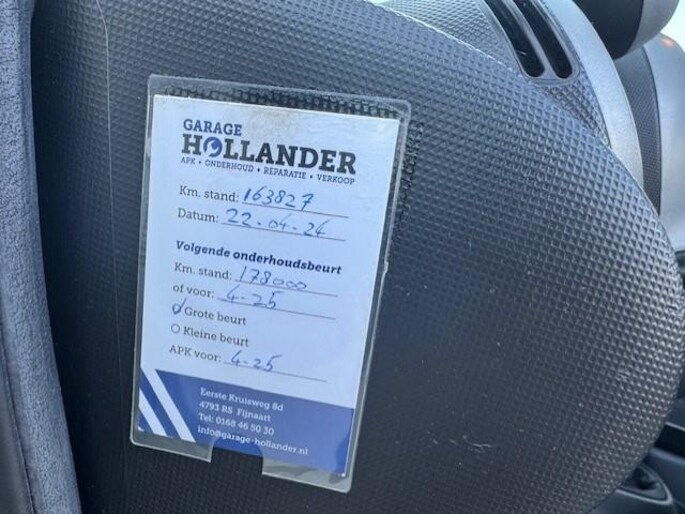 GARAGE
HOLLANDER
APK • ONDERHOUD • REPARATIE • VERKOOP
Km. stand: 163827
Datum: 22-04-24
Volgende onderhoudsbeurt
Km. stand: 178000
of voor: 4-25
Grote beurt
Kleine beurt
APK voor: 4-25
Eerste Kruisweg 8d
4793 RS Fijnaart
Tel: 0168 46 50 30
info@garage-hollander.nl